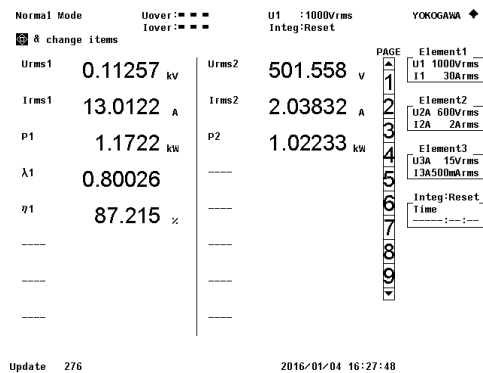 Normal Mode Uover: Iover: U1 :1000Vrms Integ:Reset YOKOGAWA
& change items
PAGE
Urms1 0.11257 kV Urms2 501.558 V
Irms1 13.0122 A Irms2 2.03832 A
P1 1.1722 kW P2 1.02233 kW
λ1 0.80026 ----
η1 87.215 % ----
---- ----
---- ----
---- ----
1
2
3
4
5
6
7
8
9
Element1
U1 1000Vrms
I1 30Arms
Element2
U2A 600Vrms
I2A 2Arms
Element3
U3A 15Vrms
I3A500mArms
Integ:Reset
Time
-----:--:--
Update 276 2016/01/04 16:27:48